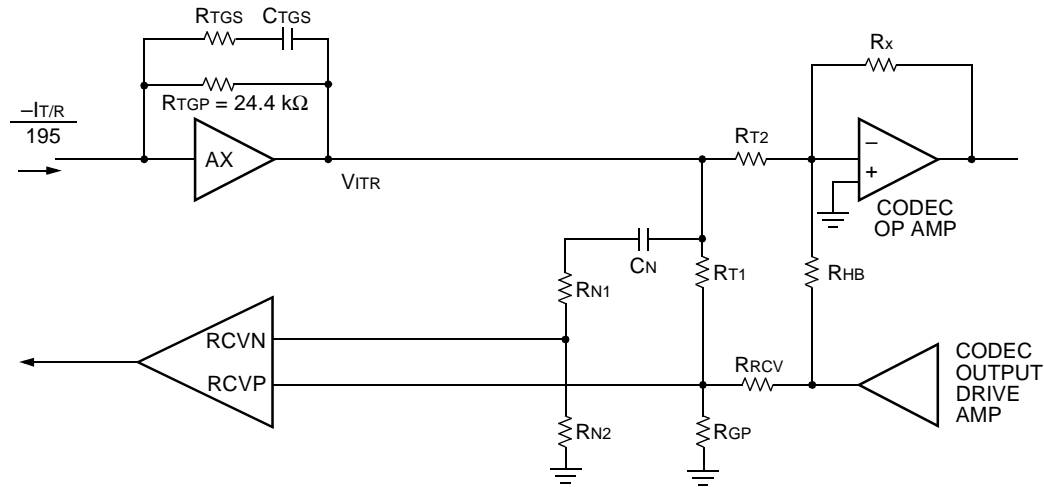 RTGS
CTGS
RTGP = 24.4 kΩ
–IT/R
195
AX
VITR
RX
RT2
–
+
CODEC
OP AMP
CN
RN1
RT1
RHB
RCVN
RCVP
RRCV
RN2
RGP
CODEC
OUTPUT
DRIVE
AMP